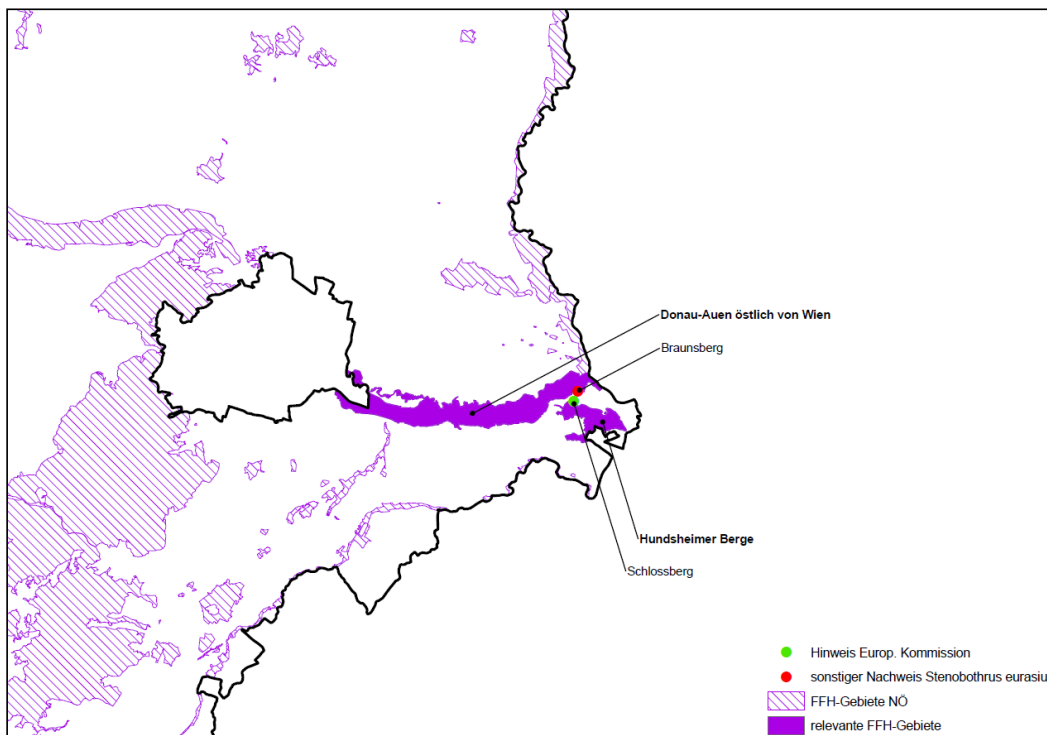 Donau-Auen östlich von Wien
Braunsberg
Hundsheimer Berge
Schlossberg
Hinweis Europ. Kommission
sonstiger Nachweis Stenobothrus eurasiu
FFH-Gebiete NÖ
relevante FFH-Gebiete